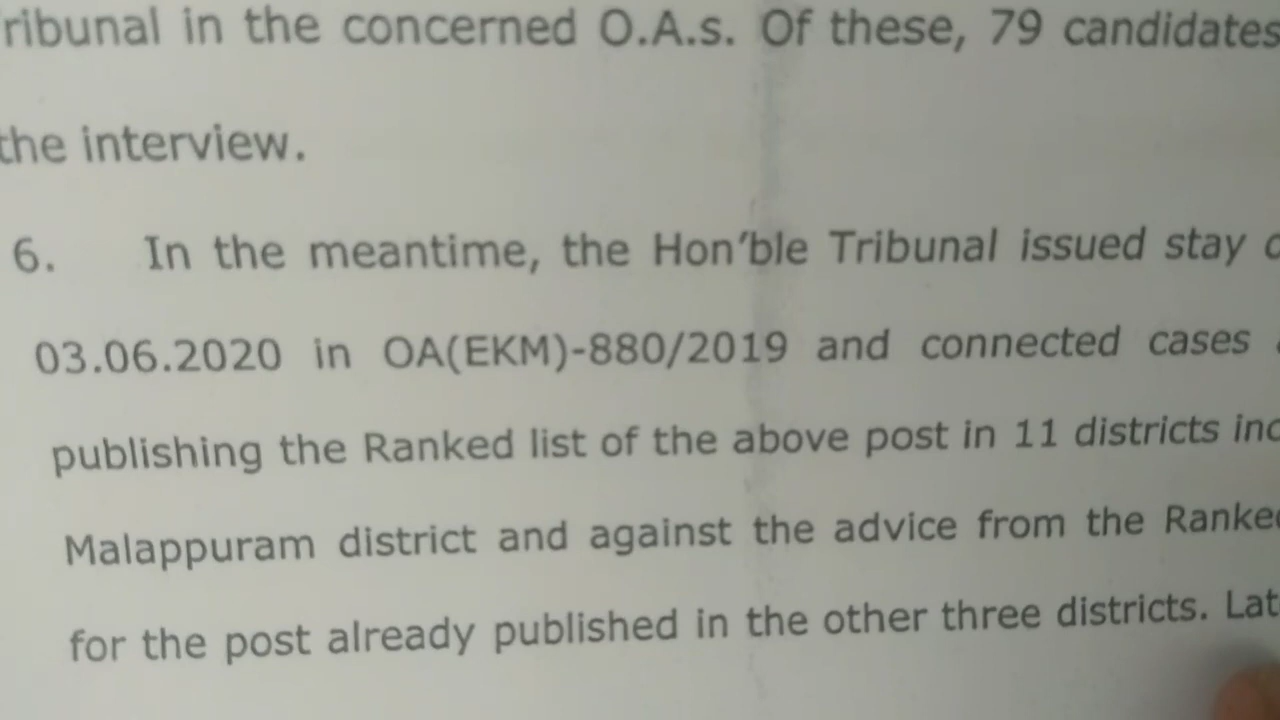 ribunal in the concerned O.A.s. Of these, 79 candidates
the interview.
6. In the meantime, the Hon'ble Tribunal issued stay
03.06.2020 in OA(EKM)-880/2019 and connected cases
publishing the Ranked list of the above post in 11 districts inc
Malappuram district and against the advice from the Ranked
for the post already published in the other three districts. Lat